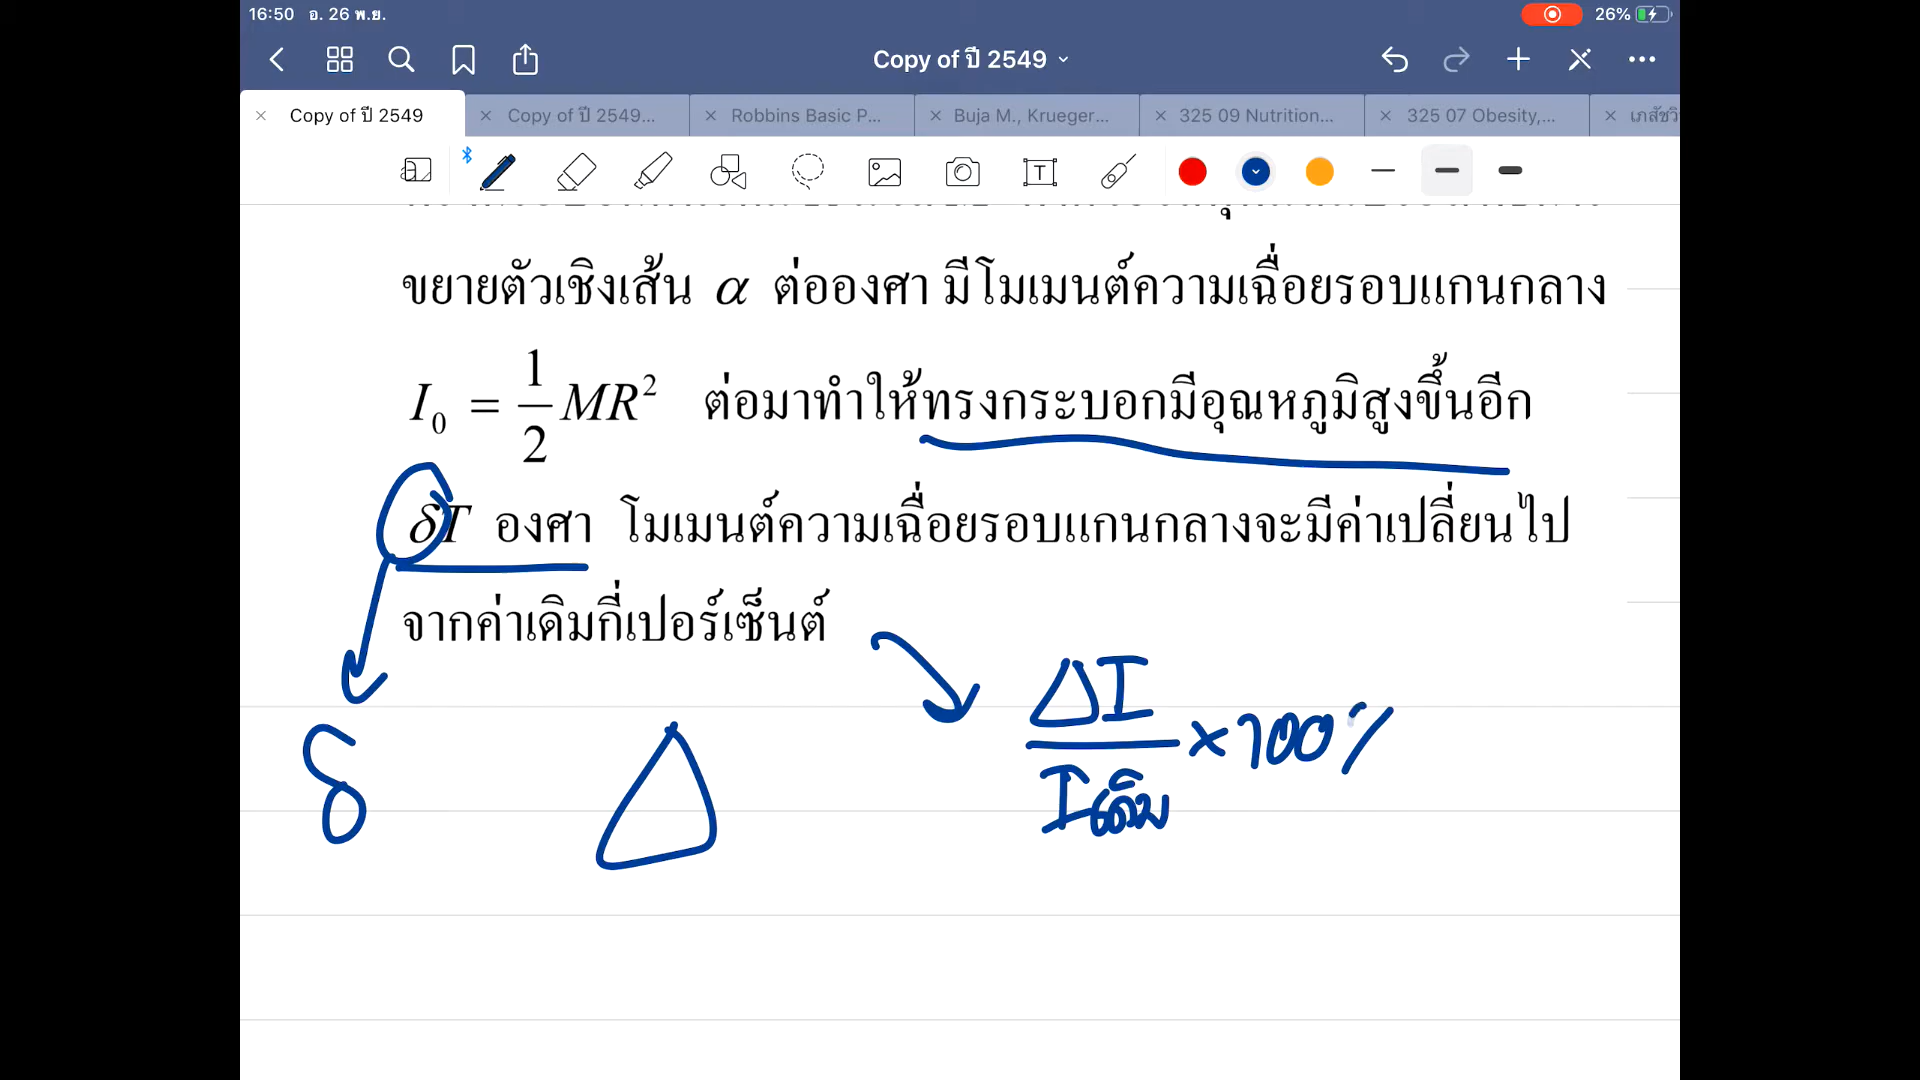 16:50 อ. 26 พ.ย.
26%
Copy of ปี 2549
Copy of ปี 2549
Copy of ปี 2549...
Robbins Basic P...
Buja M., Krueger...
325 09 Nutrition...
325 07 Obesity,...
เภสัชวิ
ขยายตัวเชิงเส้น α ต่อองศา มีโมเมนต์ความเฉื่อยรอบแกนกลาง
I₀ = 1/2 MR² ต่อมาทำให้ทรงกระบอกมีอุณหภูมิสูงขึ้นอีก
δT องศา โมเมนต์ความเฉื่อยรอบแกนกลางจะมีค่าเปลี่ยนไป
จากค่าเดิมกี่เปอร์เซ็นต์
δ Δ ΔI/Iเดิม × 100%